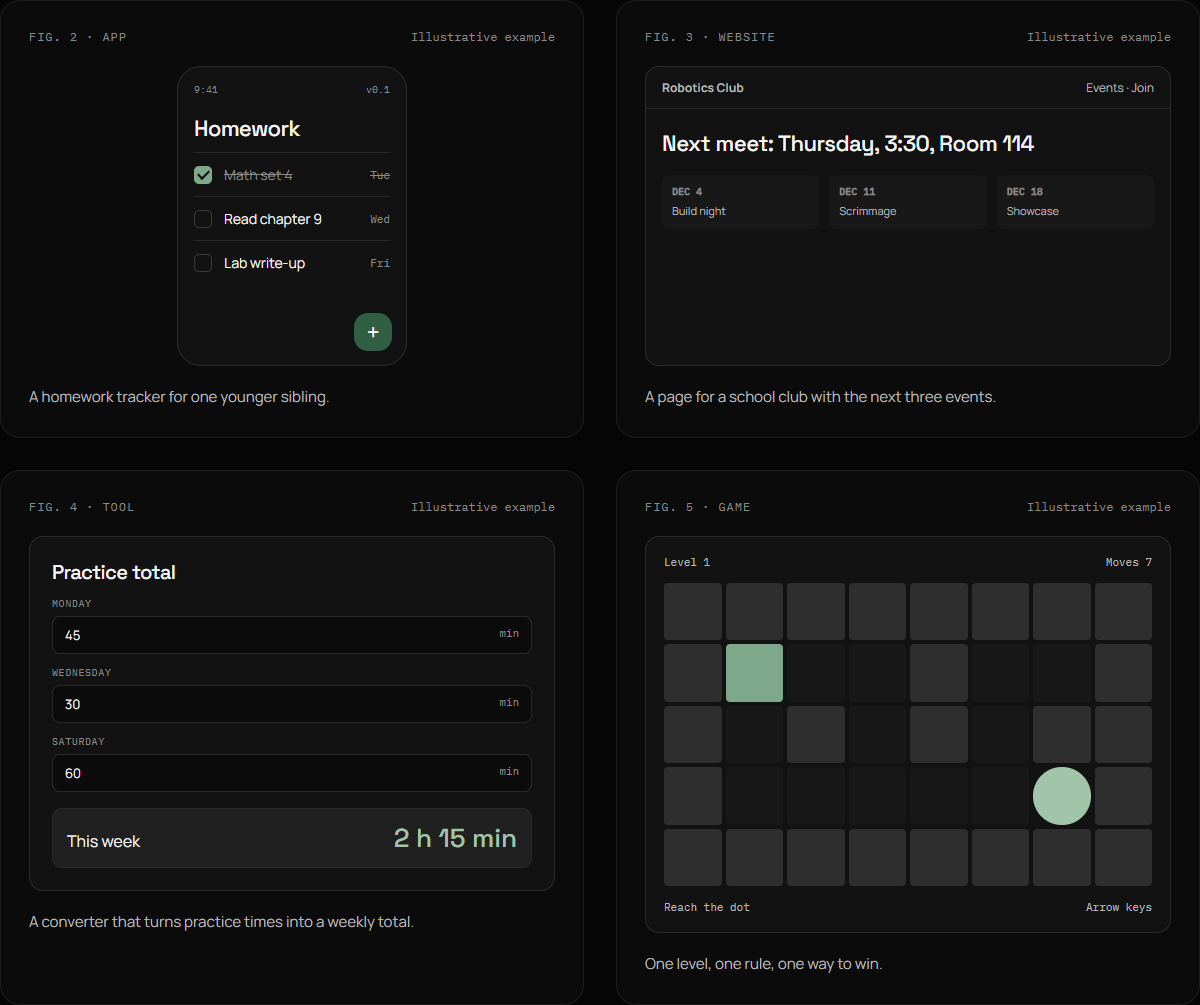 FIG. 2 · APP
Illustrative example
9:41
v0.1
Homework
Math set 4
Tue
Read chapter 9
Wed
Lab write-up
Fri
+
A homework tracker for one younger sibling.
FIG. 3 · WEBSITE
Illustrative example
Robotics Club
Events · Join
Next meet: Thursday, 3:30, Room 114
DEC 4
Build night
DEC 11
Scrimmage
DEC 18
Showcase
A page for a school club with the next three events.
FIG. 4 · TOOL
Illustrative example
Practice total
MONDAY
45
min
WEDNESDAY
30
min
SATURDAY
60
min
This week
2 h 15 min
A converter that turns practice times into a weekly total.
FIG. 5 · GAME
Illustrative example
Level 1
Moves 7
Reach the dot
Arrow keys
One level, one rule, one way to win.